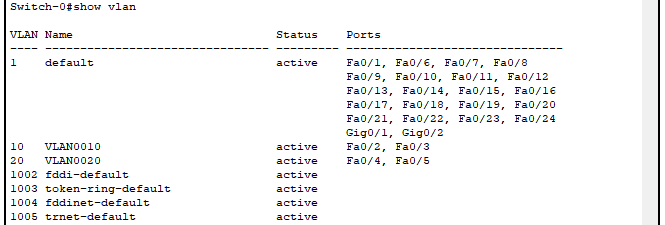 Switch-0#show vlan
VLAN Name                             Status    Ports
---- -------------------------------- --------- -------------------------------
1    default                          active    Fa0/1, Fa0/6, Fa0/7, Fa0/8
                                                Fa0/9, Fa0/10, Fa0/11, Fa0/12
                                                Fa0/13, Fa0/14, Fa0/15, Fa0/16
                                                Fa0/17, Fa0/18, Fa0/19, Fa0/20
                                                Fa0/21, Fa0/22, Fa0/23, Fa0/24
                                                Gig0/1, Gig0/2
10   VLAN0010                         active    Fa0/2, Fa0/3
20   VLAN0020                         active    Fa0/4, Fa0/5
1002 fddi-default                     active
1003 token-ring-default               active
1004 fddinet-default                  active
1005 trnet-default                    active